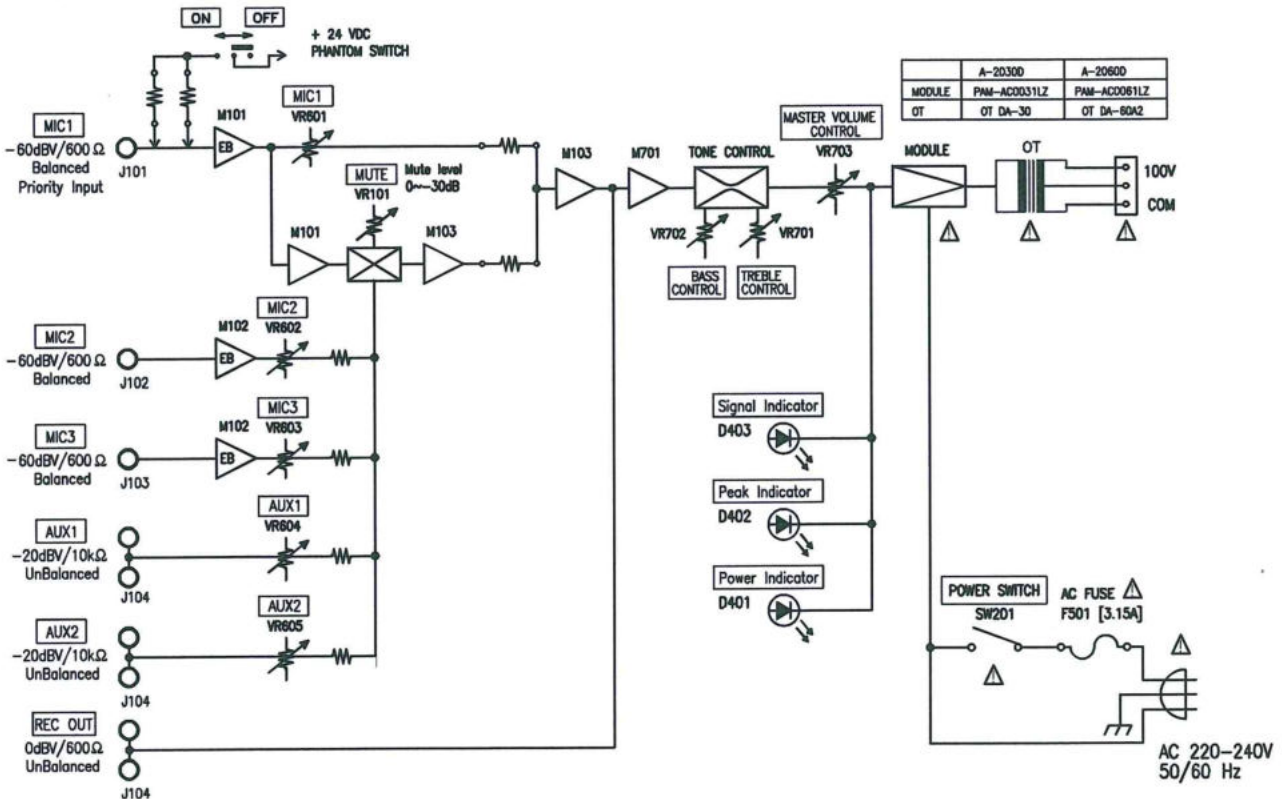 ON OFF
+ 24 VDC
PHANTOM SWITCH
A-2030D A-2060D
MODULE PAM-AC0031LZ PAM-AC0061LZ
OT OT DA-30 OT DA-60A2
MIC1
-60dBV/600Ω
Balanced
Priority Input
J101
M101
EB
MIC1
VR601
MUTE
VR101
Mute level
0~-30dB
M101
M103
M103
M701
TONE CONTROL
VR702
VR701
BASS
CONTROL
TREBLE
CONTROL
MASTER VOLUME
CONTROL
VR703
MODULE
OT
100V
COM
MIC2
-60dBV/600Ω
Balanced
J102
M102
EB
MIC2
VR602
MIC3
-60dBV/600Ω
Balanced
J103
M102
EB
MIC3
VR603
AUX1
-20dBV/10kΩ
UnBalanced
J104
AUX1
VR604
AUX2
-20dBV/10kΩ
UnBalanced
J104
AUX2
VR605
REC OUT
0dBV/600Ω
UnBalanced
J104
Signal Indicator
D403
Peak Indicator
D402
Power Indicator
D401
POWER SWITCH
SW201
AC FUSE
F501 [3.15A]
AC 220-240V
50/60 Hz